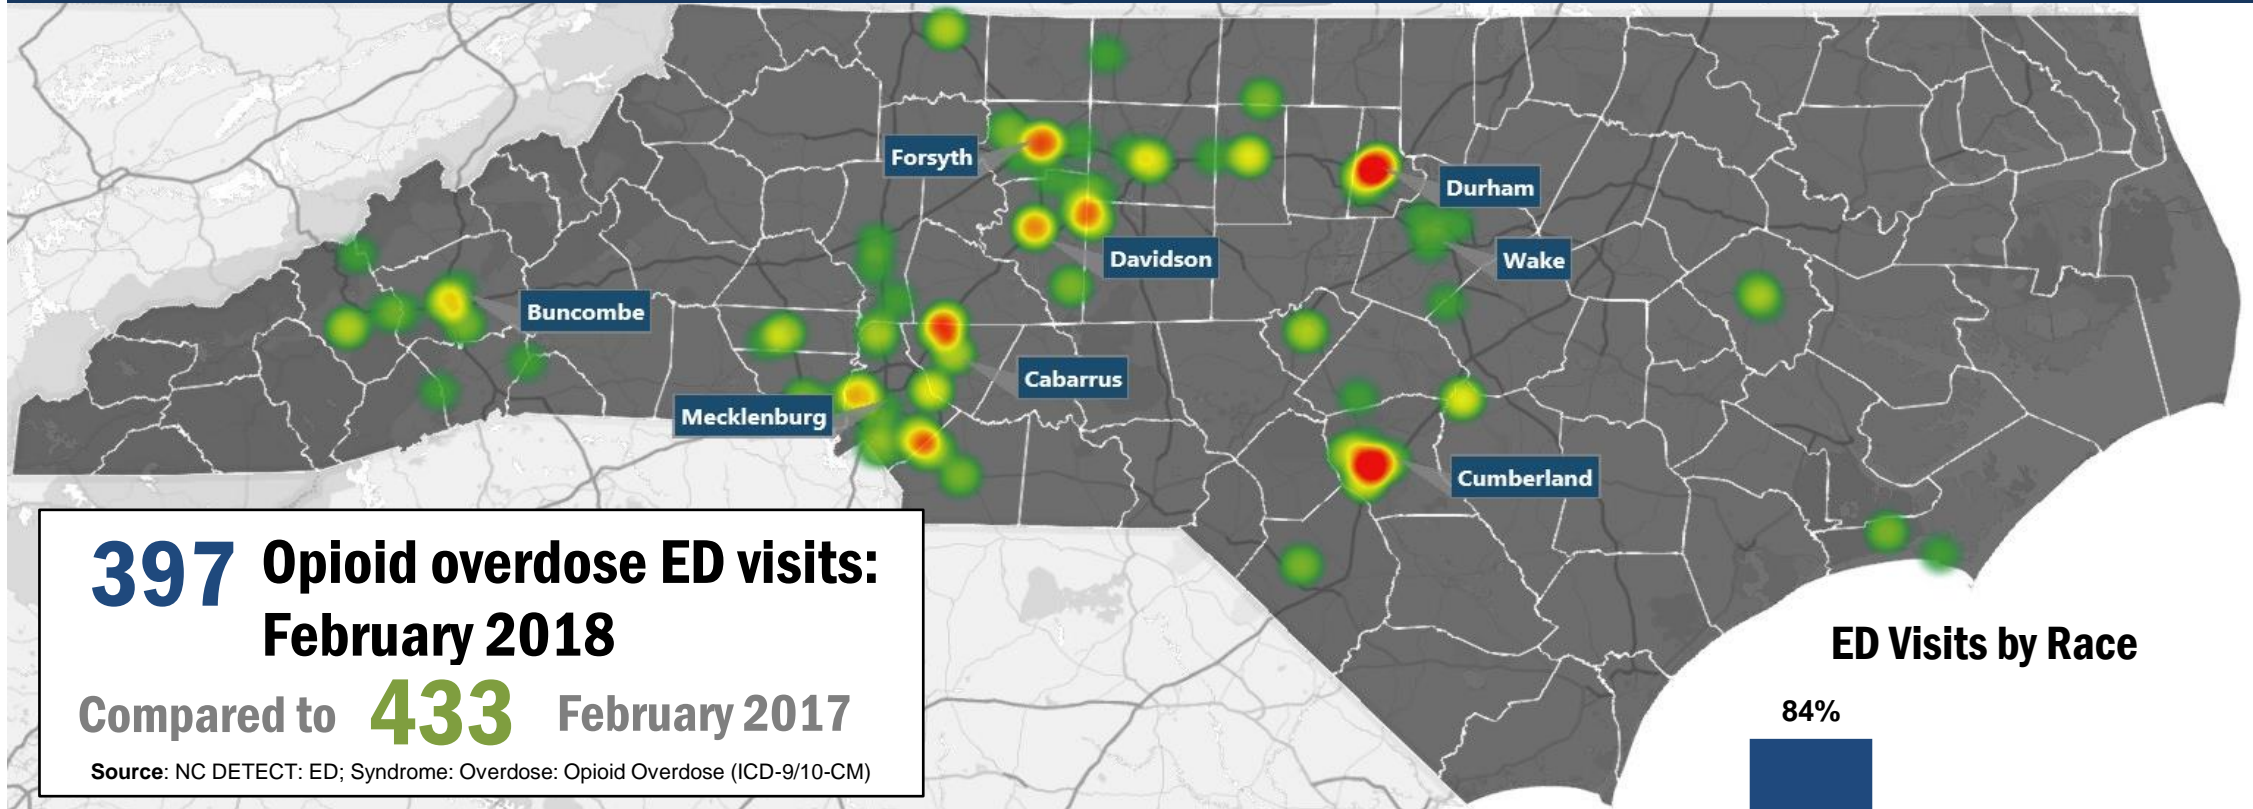 Forsyth
Durham
Davidson
Wake
Buncombe
Cabarrus
Mecklenburg
Cumberland
397 Opioid overdose ED visits:
February 2018
Compared to 433 February 2017
Source: NC DETECT: ED; Syndrome: Overdose: Opioid Overdose (ICD-9/10-CM)
ED Visits by Race
84%